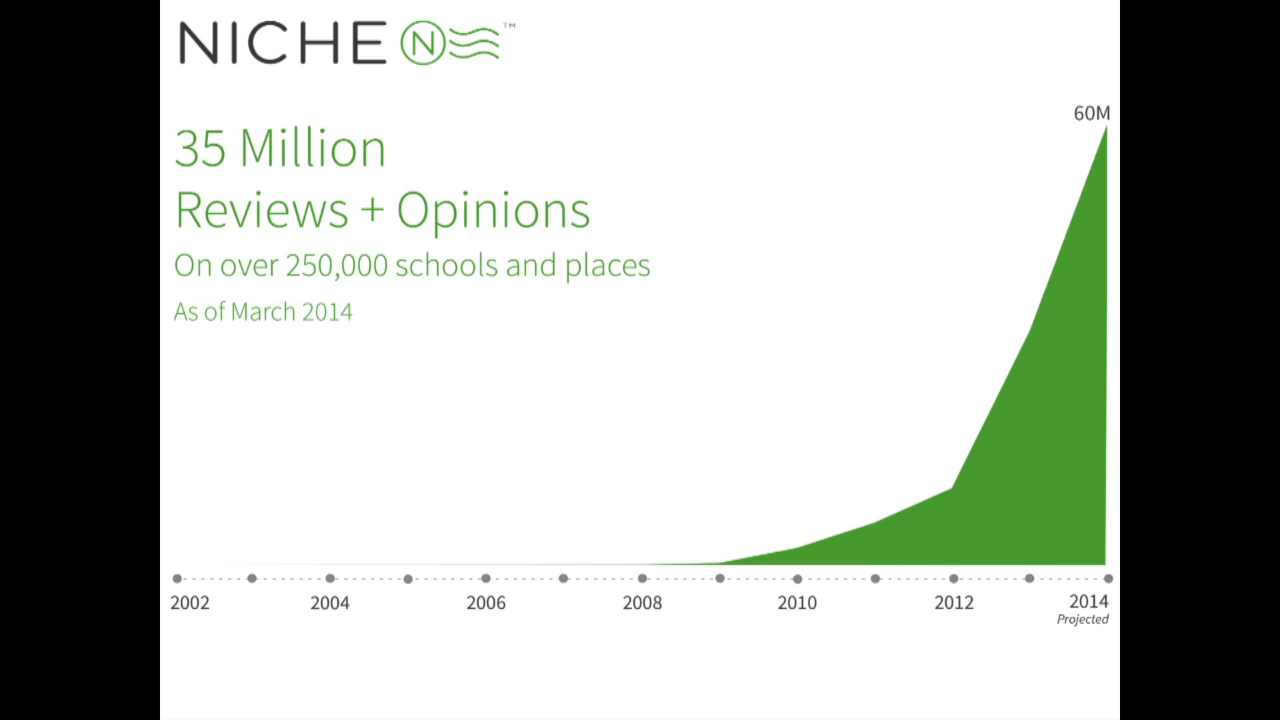 NICHE N ™
60M
35 Million
Reviews + Opinions
On over 250,000 schools and places
As of March 2014
2002 2004 2006 2008 2010 2012 2014
Projected